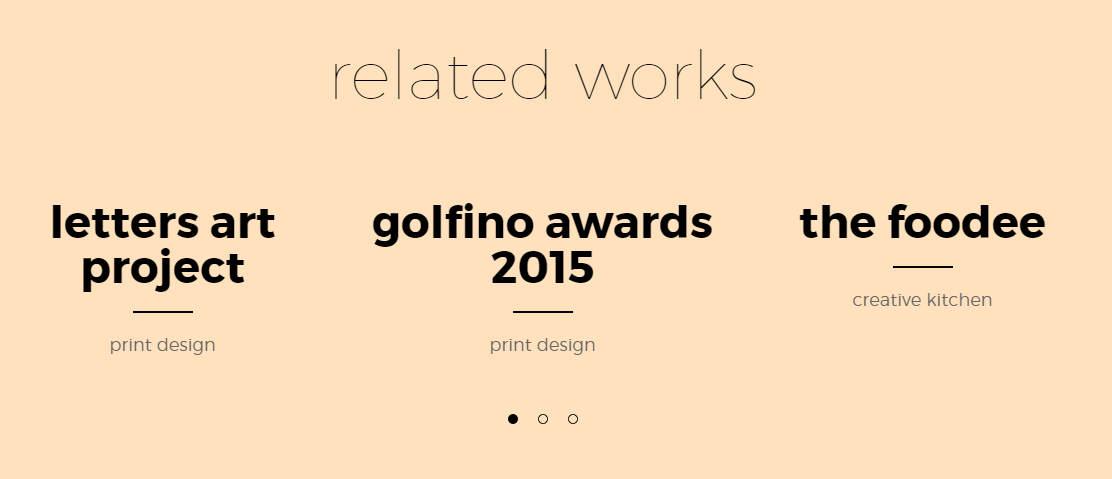 related works
letters art
project
print design
golfino awards
2015
print design
the foodee
creative kitchen